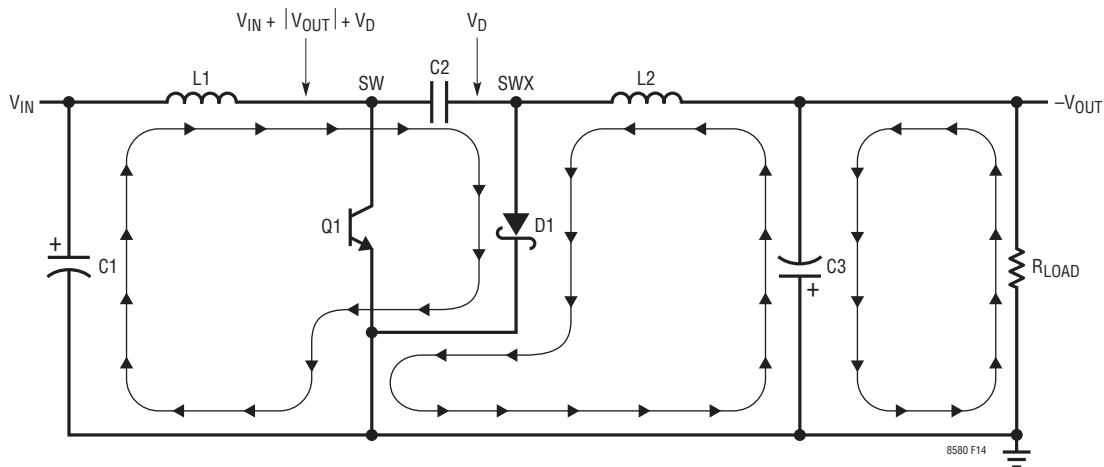 V_IN + |V_OUT| + V_D
V_D
L1
SW
C2
SWX
L2
V_IN
–V_OUT
Q1
D1
+
C1
C3
+
R_LOAD
8580 F14